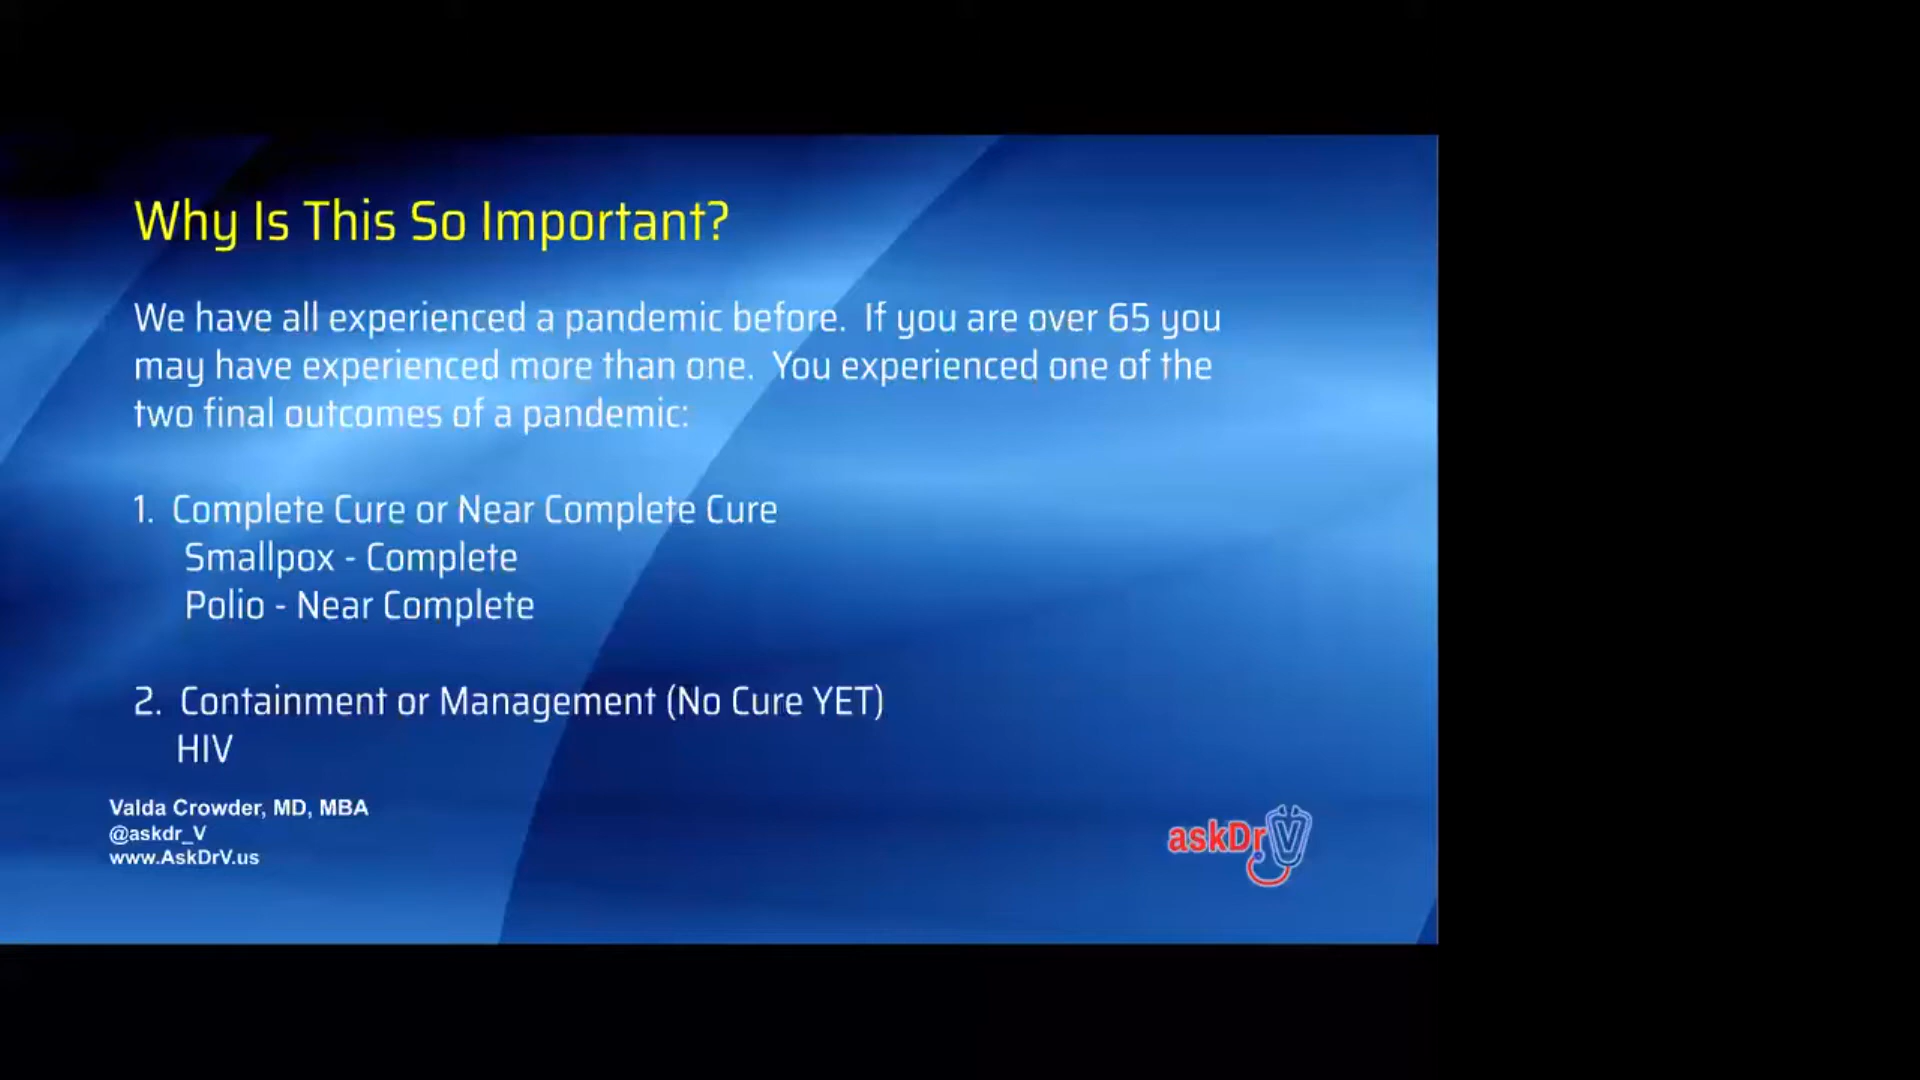 Why Is This So Important?
We have all experienced a pandemic before.  If you are over 65 you
may have experienced more than one.  You experienced one of the
two final outcomes of a pandemic:
1.  Complete Cure or Near Complete Cure
Smallpox - Complete
Polio - Near Complete
2.  Containment or Management (No Cure YET)
HIV
Valda Crowder, MD, MBA
@askdr_V
www.AskDrV.us
askDrV